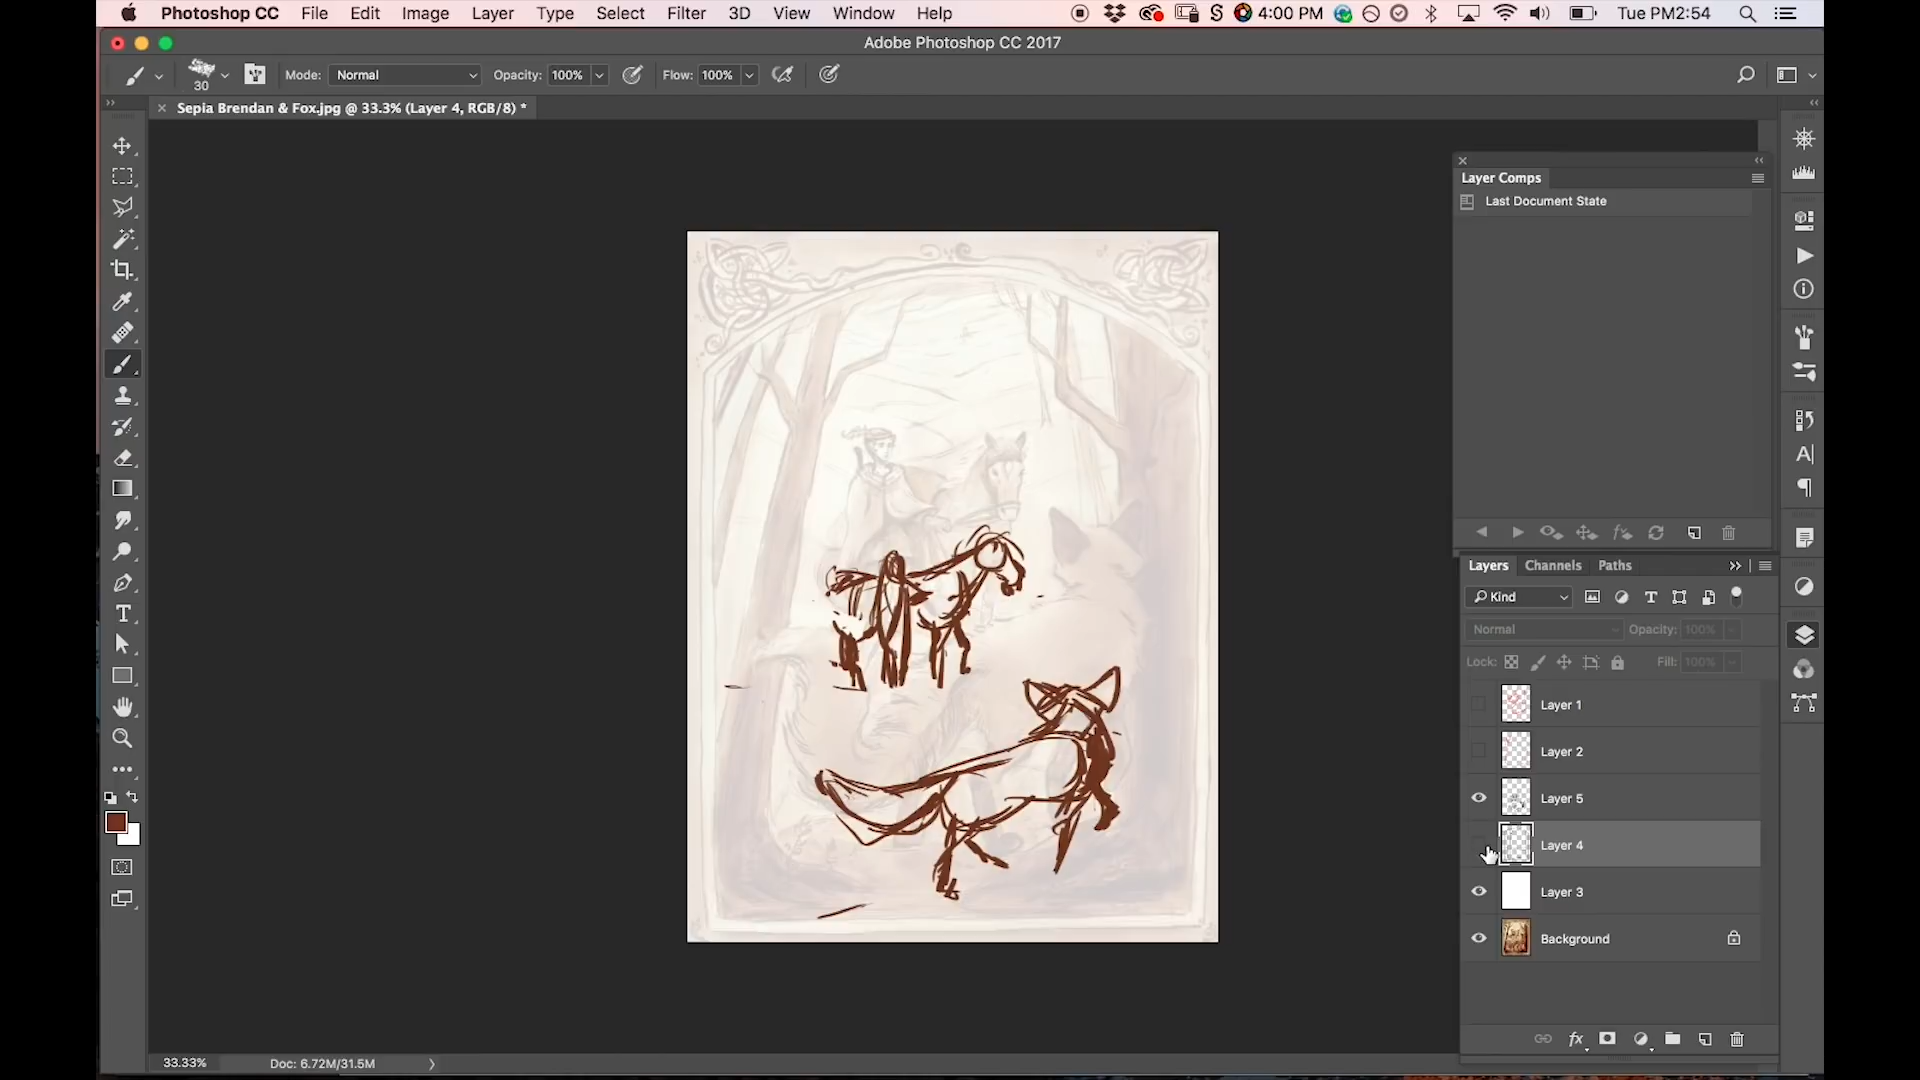 Photoshop CC File Edit Image Layer Type Select Filter 3D View Window Help 4:00 PM Tue PM2:54
Adobe Photoshop CC 2017
30 Mode: Normal Opacity: 100% Flow: 100%
Sepia Brendan & Fox.jpg @ 33.3% (Layer 4, RGB/8) *
Layer Comps
Last Document State
Layers Channels Paths
Kind
Normal Opacity: 100%
Lock: Fill: 100%
Layer 1
Layer 2
Layer 5
Layer 4
Layer 3
Background
33.33% Doc: 6.72M/31.5M